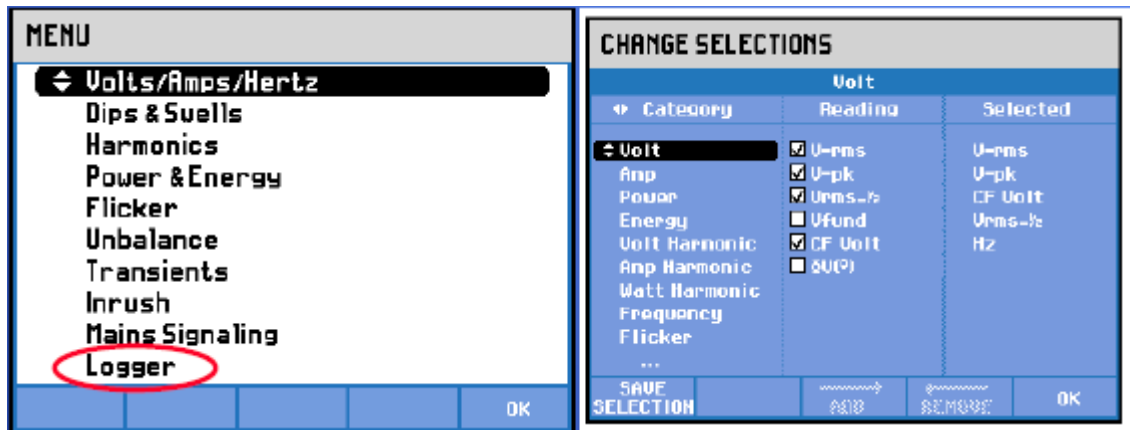 MENU
Volts/Amps/Hertz
Dips & Swells
Harmonics
Power & Energy
Flicker
Unbalance
Transients
Inrush
Mains Signaling
Logger
OK
CHANGE SELECTIONS
Volt
Category Reading Selected
Volt V-rms V-rms
Amp V-pk V-pk
Power Vrms-½ CF Volt
Energy Vfund Vrms-½
Volt Harmonic CF Volt Hz
Amp Harmonic δV(°)
Watt Harmonic
Frequency
Flicker
...
SAVE
SELECTION ADD REMOVE OK